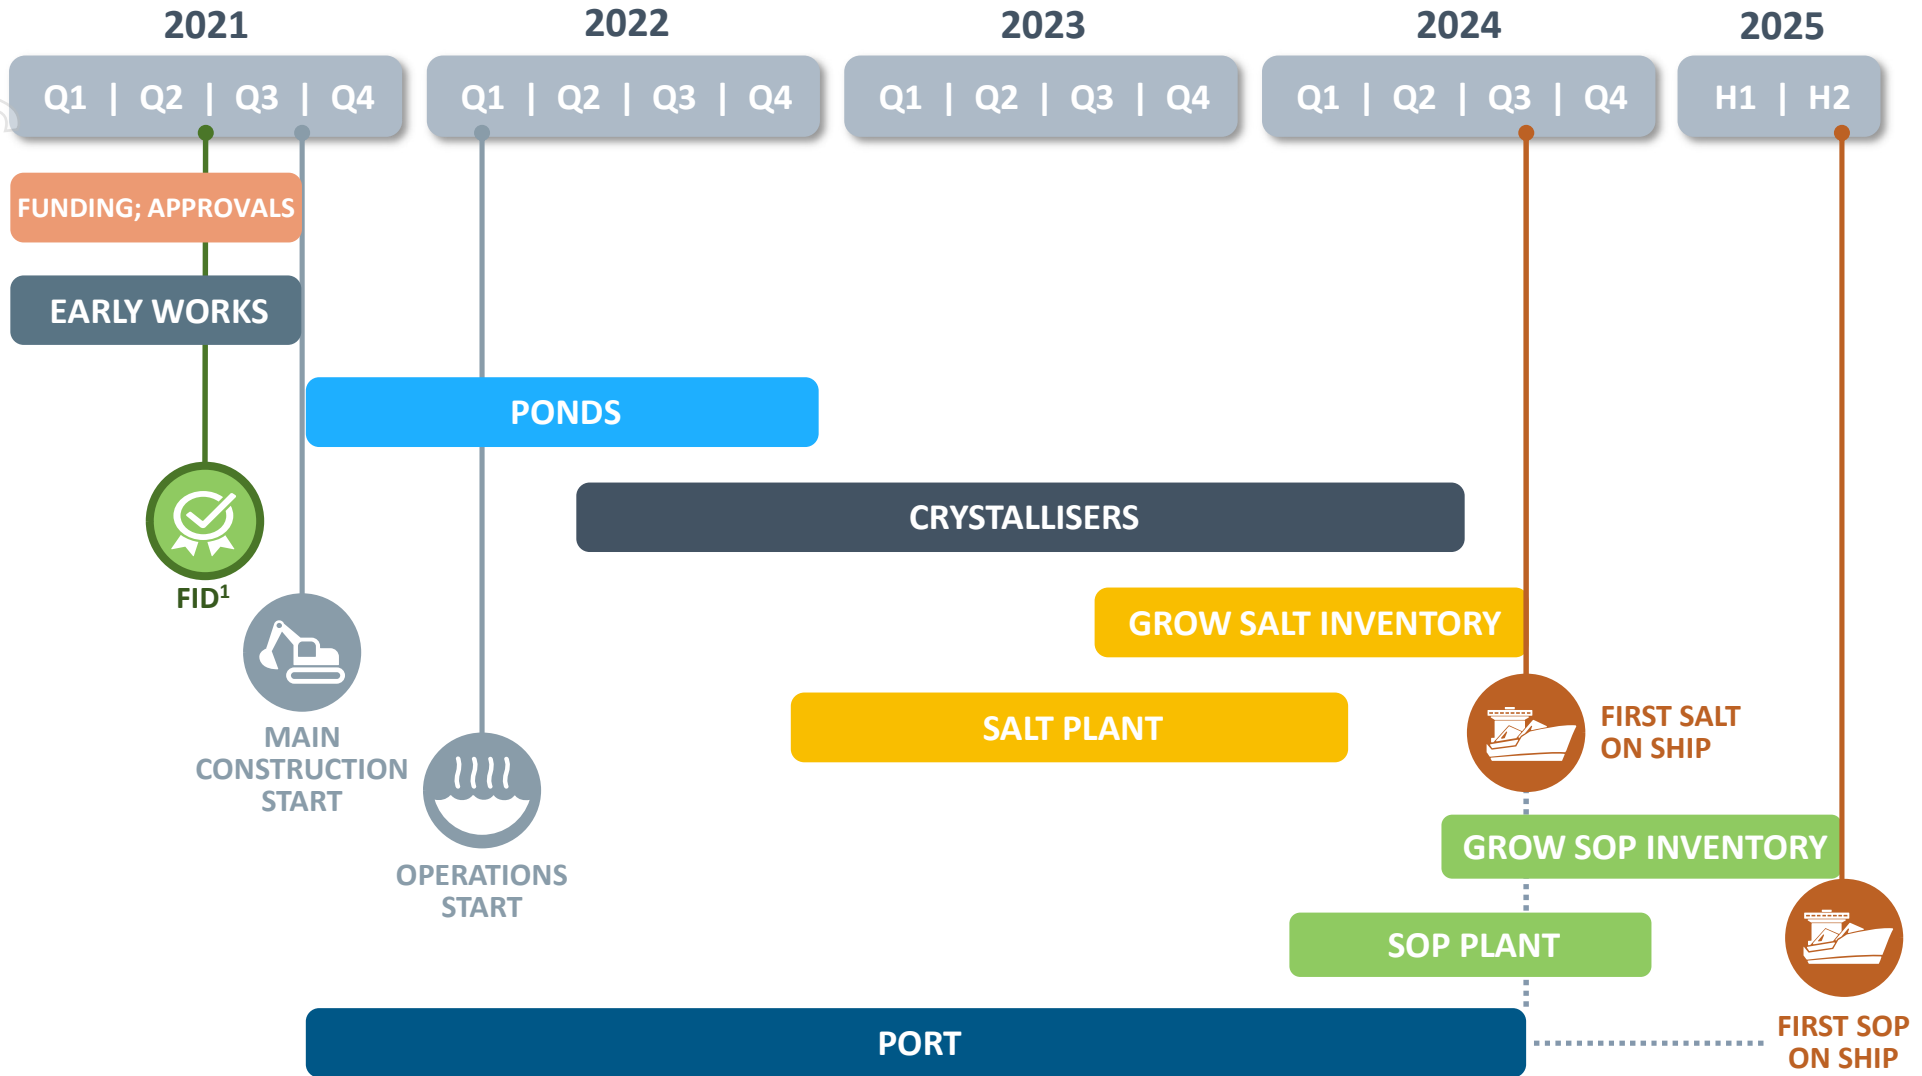 2021 2022 2023 2024 2025
Q1 | Q2 | Q3 | Q4 Q1 | Q2 | Q3 | Q4 Q1 | Q2 | Q3 | Q4 Q1 | Q2 | Q3 | Q4 H1 | H2
FUNDING; APPROVALS
EARLY WORKS
PONDS
CRYSTALLISERS
FID¹
GROW SALT INVENTORY
MAIN
CONSTRUCTION
START
SALT PLANT
FIRST SALT
ON SHIP
OPERATIONS
START
GROW SOP INVENTORY
SOP PLANT
PORT
FIRST SOP
ON SHIP